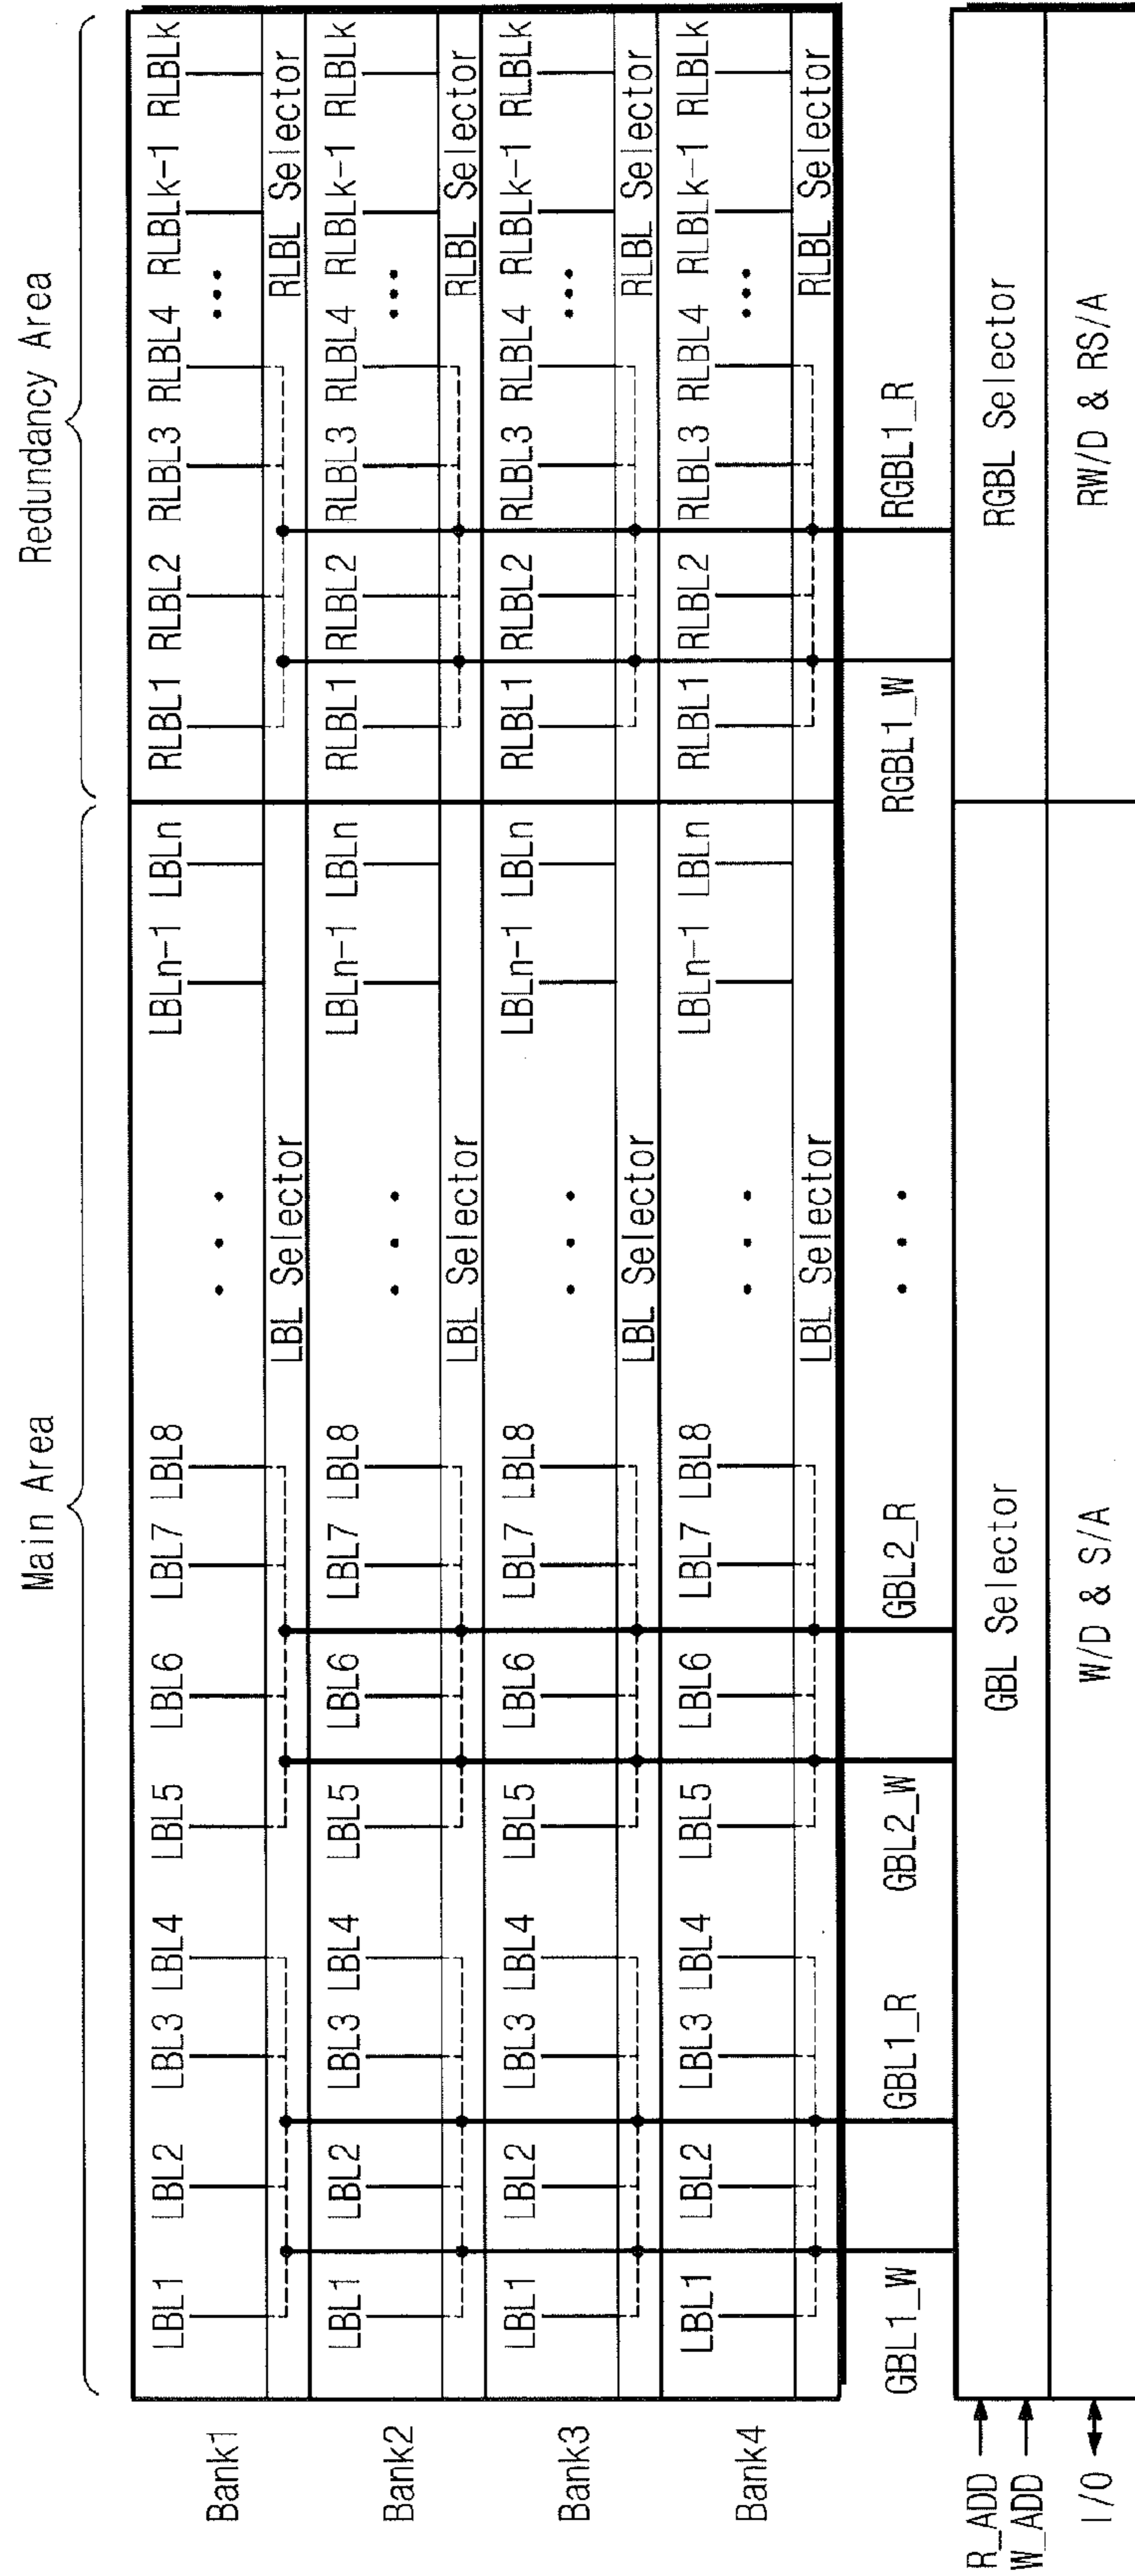 Main Area Redundancy Area
Bank1 LBL1 LBL2 LBL3 LBL4 LBL5 LBL6 LBL7 LBL8 . . . LBLn-1 LBLn RLBL1 RLBL2 RLBL3 RLBL4 ... RLBLk-1 RLBLk
LBL Selector RLBL Selector
Bank2 LBL1 LBL2 LBL3 LBL4 LBL5 LBL6 LBL7 LBL8 . . . LBLn-1 LBLn RLBL1 RLBL2 RLBL3 RLBL4 ... RLBLk-1 RLBLk
LBL Selector RLBL Selector
Bank3 LBL1 LBL2 LBL3 LBL4 LBL5 LBL6 LBL7 LBL8 . . . LBLn-1 LBLn RLBL1 RLBL2 RLBL3 RLBL4 ... RLBLk-1 RLBLk
LBL Selector RLBL Selector
Bank4 LBL1 LBL2 LBL3 LBL4 LBL5 LBL6 LBL7 LBL8 . . . LBLn-1 LBLn RLBL1 RLBL2 RLBL3 RLBL4 ... RLBLk-1 RLBLk
LBL Selector RLBL Selector
GBL1_W GBL1_R GBL2_W GBL2_R . . . RGBL1_W RGBL1_R
R_ADD
GBL Selector RGBL Selector
W_ADD
I/O W/D & S/A RW/D & RS/A